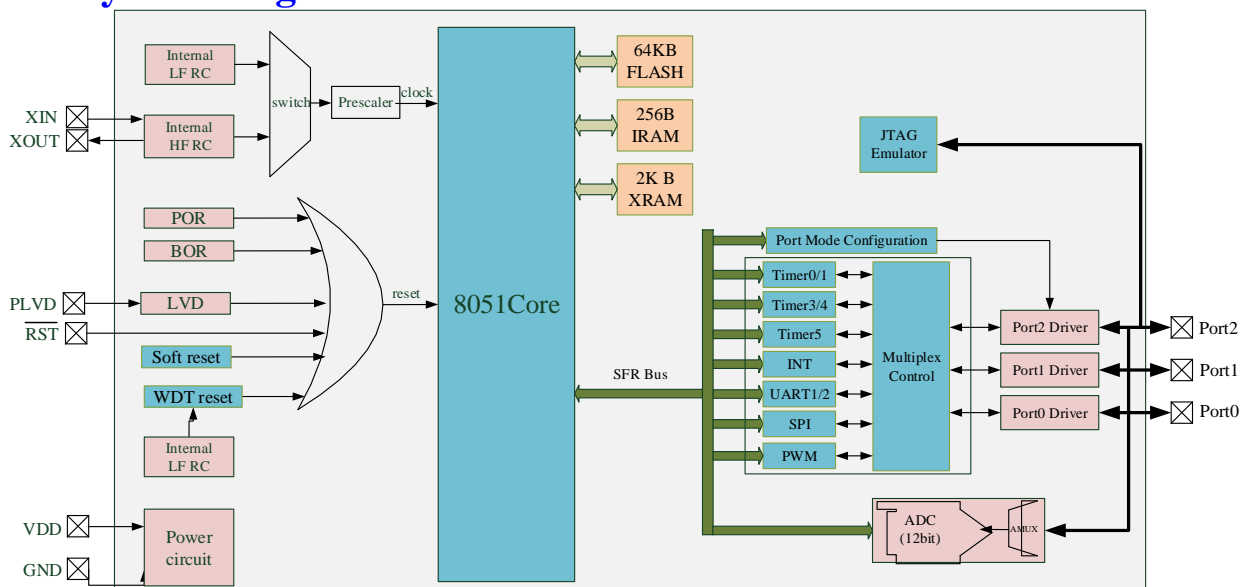 Internal
LF RC
XIN
XOUT
Internal
HF RC
switch
Prescaler
clock
POR
BOR
PLVD
LVD
RST
Soft reset
WDT reset
Internal
LF RC
reset
VDD
GND
Power
circuit
8051Core
64KB
FLASH
256B
IRAM
2K B
XRAM
SFR Bus
JTAG
Emulator
Port Mode Configuration
Timer0/1
Timer3/4
Timer5
INT
UART1/2
SPI
PWM
Multiplex
Control
Port2 Driver
Port1 Driver
Port0 Driver
Port2
Port1
Port0
ADC
(12bit)
AMUX